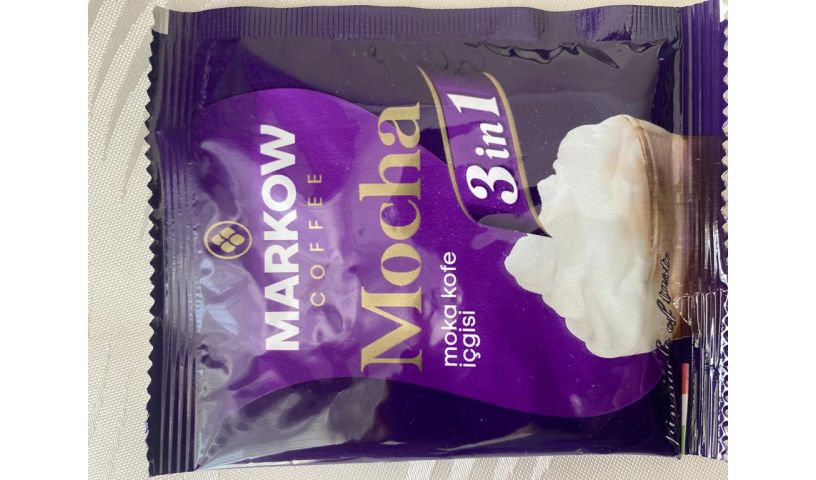 MARKOW
COFFEE
Mocha
3 in 1
moka kofe
içgisi